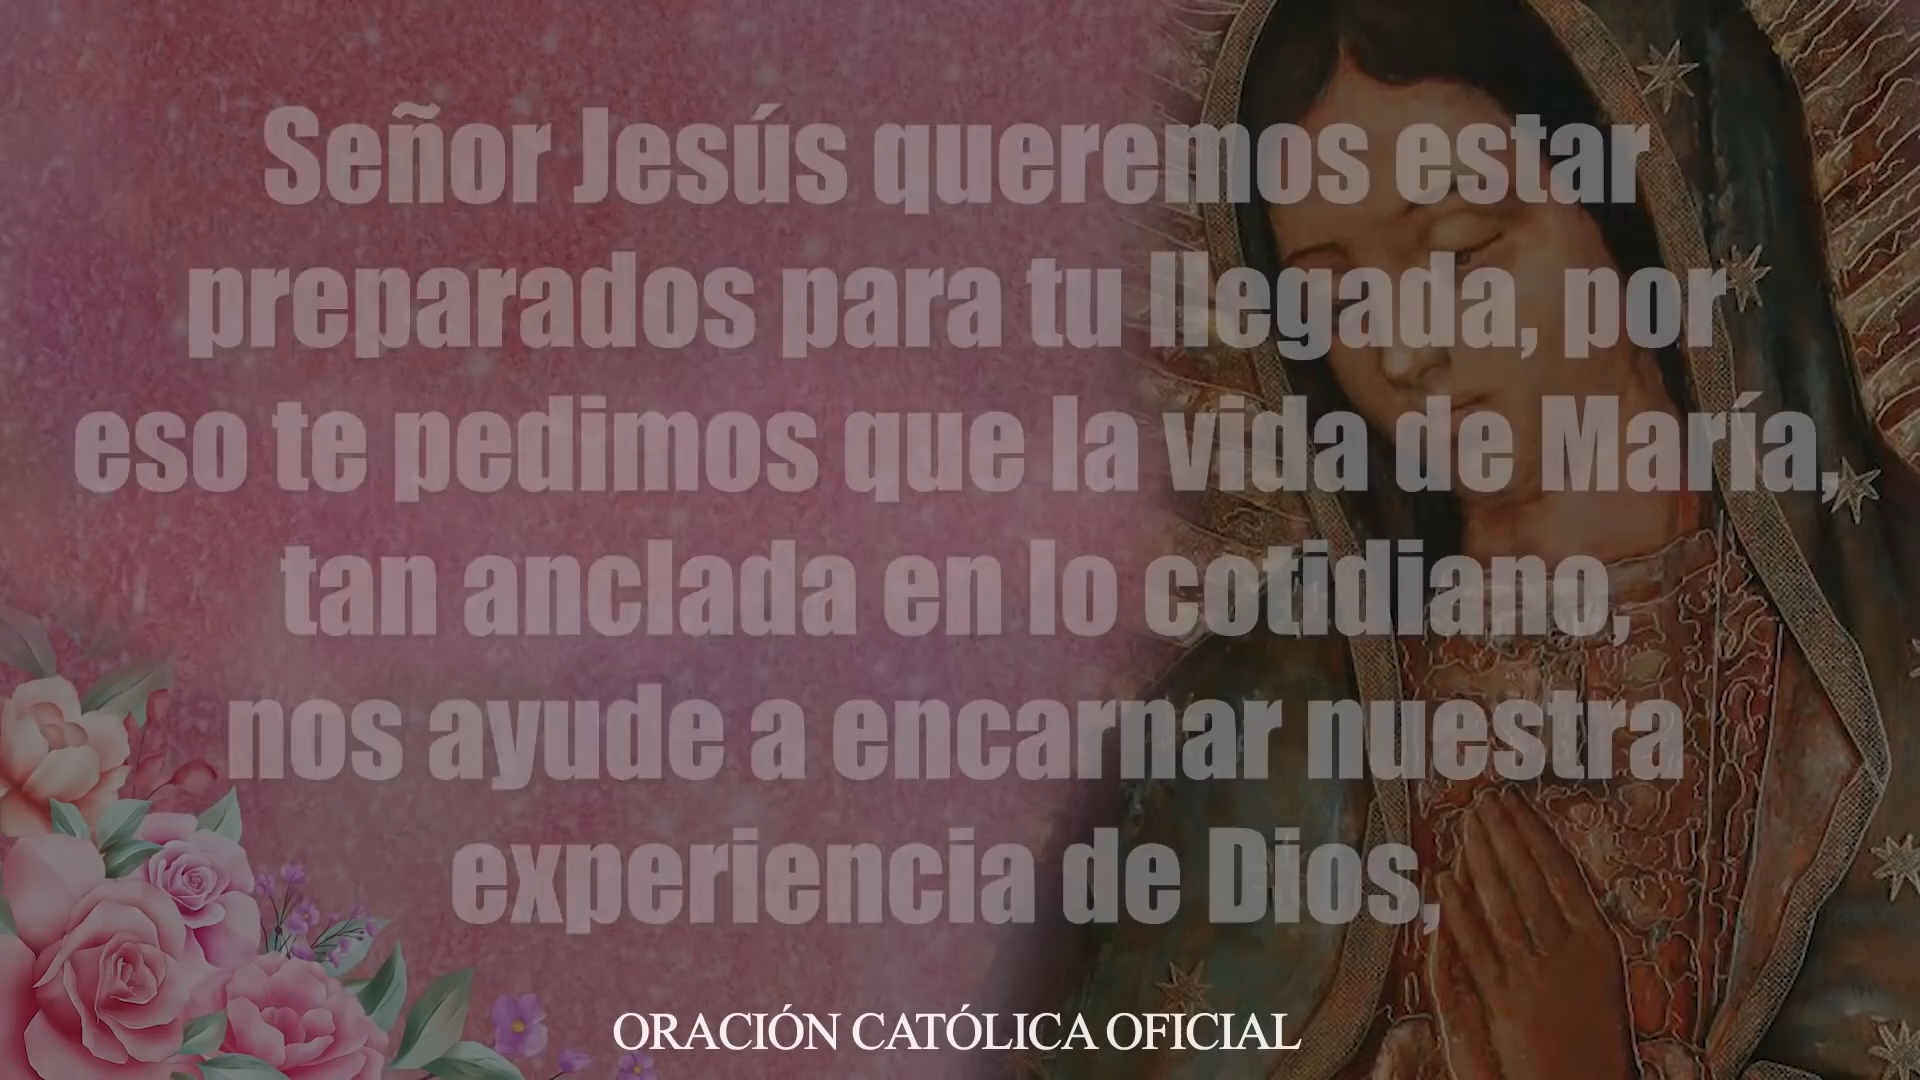 Señor Jesús queremos estar
preparados para tu llegada, por
eso te pedimos que la vida de María,
tan anclada en lo cotidiano,
nos ayude a encarnar nuestra
experiencia de Dios,
ORACIÓN CATÓLICA OFICIAL